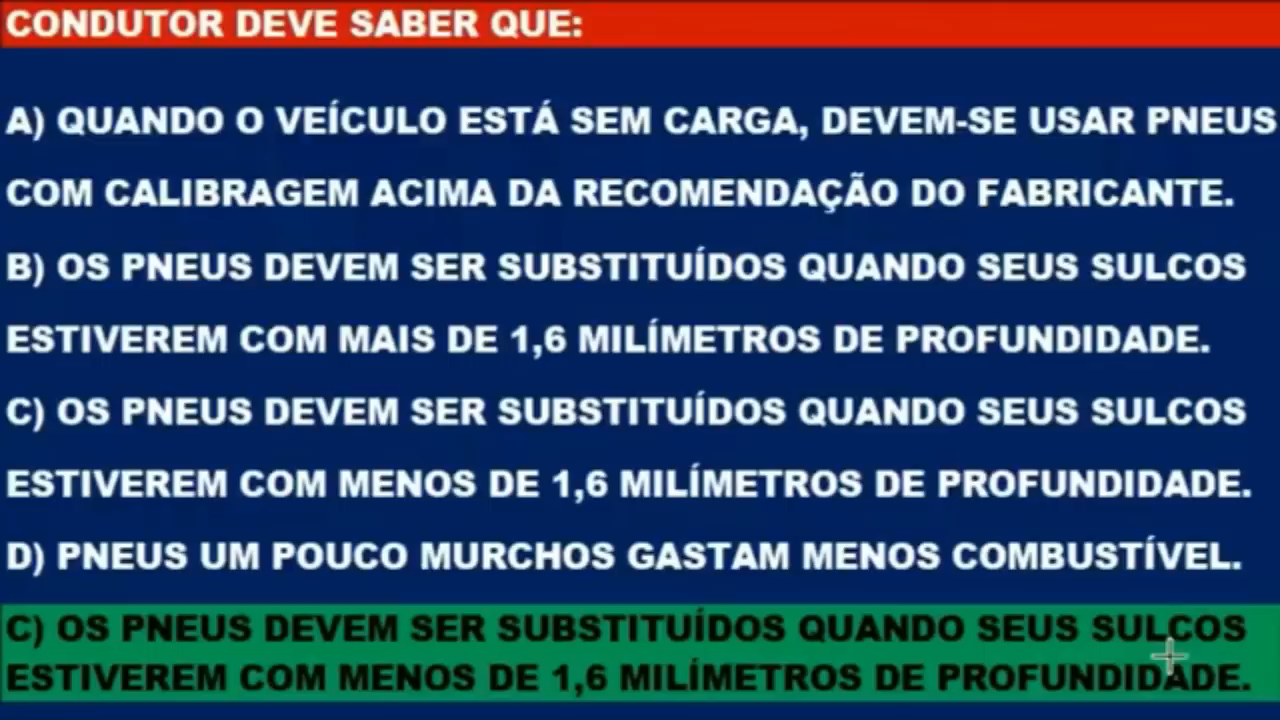 CONDUTOR DEVE SABER QUE:
A) QUANDO O VEÍCULO ESTÁ SEM CARGA, DEVEM-SE USAR PNEUS
COM CALIBRAGEM ACIMA DA RECOMENDAÇÃO DO FABRICANTE.
B) OS PNEUS DEVEM SER SUBSTITUÍDOS QUANDO SEUS SULCOS
ESTIVEREM COM MAIS DE 1,6 MILÍMETROS DE PROFUNDIDADE.
C) OS PNEUS DEVEM SER SUBSTITUÍDOS QUANDO SEUS SULCOS
ESTIVEREM COM MENOS DE 1,6 MILÍMETROS DE PROFUNDIDADE.
D) PNEUS UM POUCO MURCHOS GASTAM MENOS COMBUSTÍVEL.
C) OS PNEUS DEVEM SER SUBSTITUÍDOS QUANDO SEUS SULCOS
ESTIVEREM COM MENOS DE 1,6 MILÍMETROS DE PROFUNDIDADE.